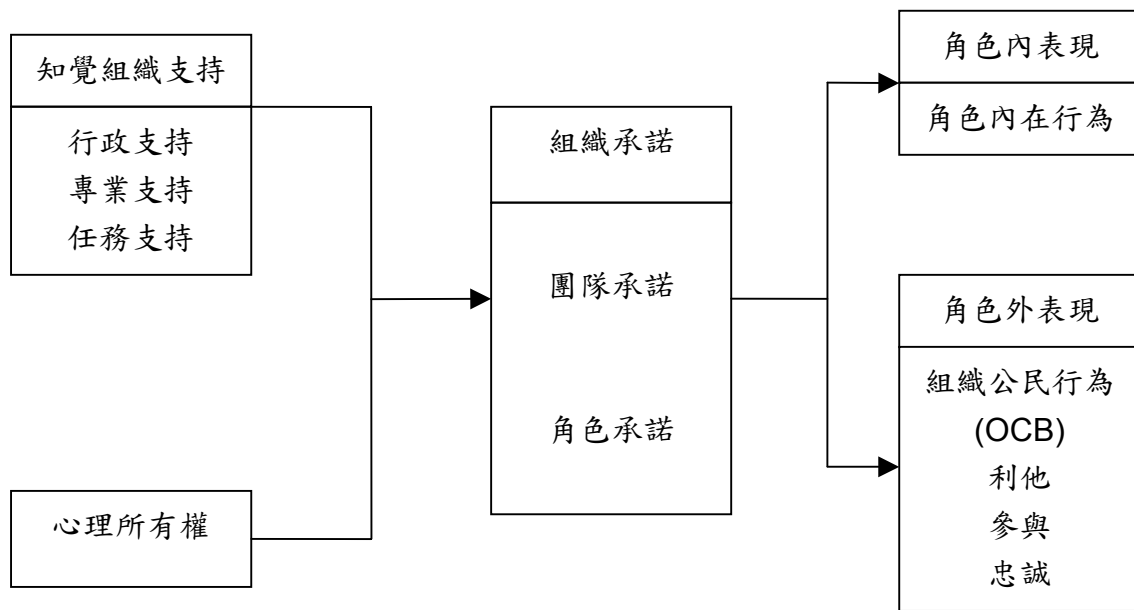 知覺組織支持
行政支持
專業支持
任務支持
心理所有權
組織承諾
團隊承諾
角色承諾
角色內表現
角色內在行為
角色外表現
組織公民行為
(OCB)
利他
參與
忠誠